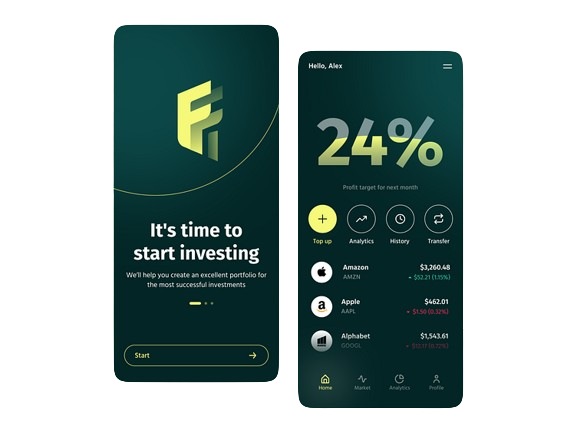 It's time to
start investing
We'll help you create an excellent portfolio for
the most successful investments
Start
Hello, Alex
24%
Profit target for next month
Top up Analytics History Transfer
Amazon $3,260.48
AMZN $52.21 (1.15%)
Apple $462.01
AAPL $1.50 (0.32%)
Alphabet $1,543.61
GOOGL
Home Market Analytics Profile